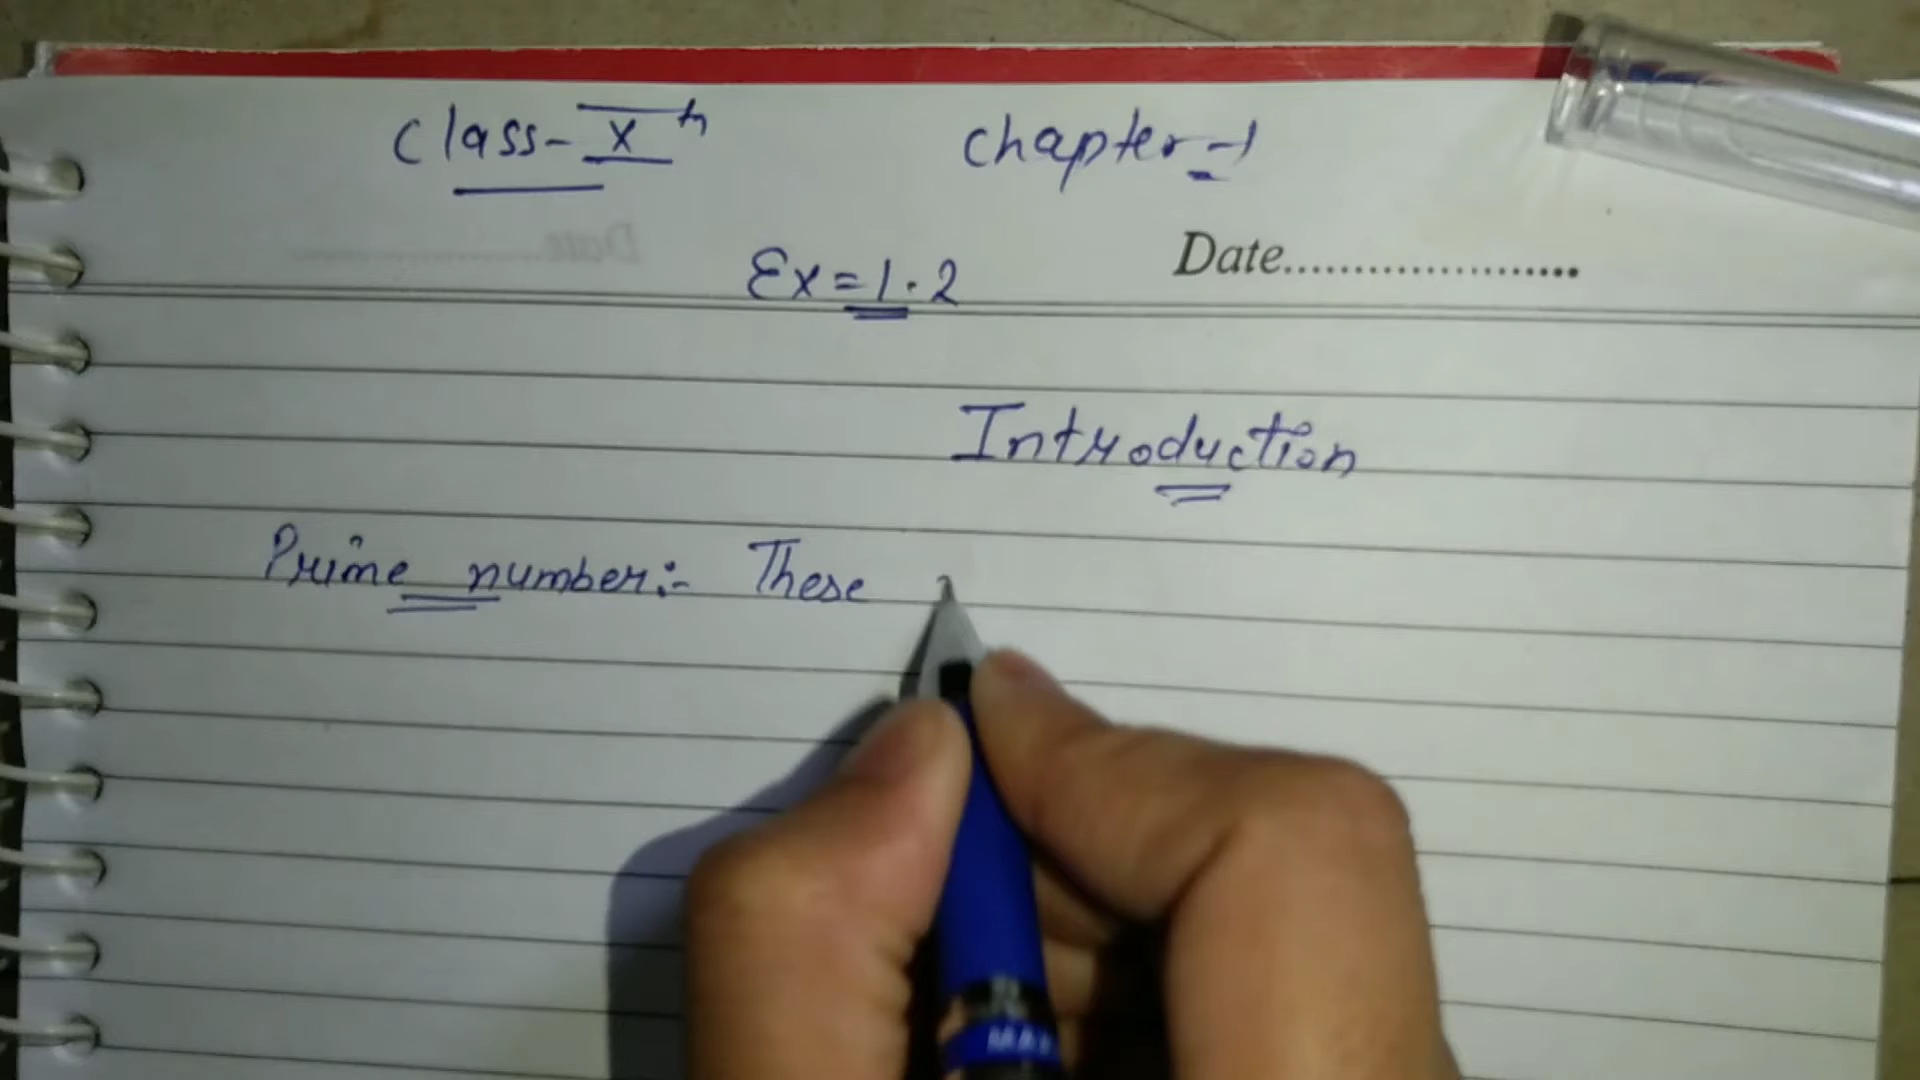 Class- Xth Chapter-1
Date.....................
Ex=1.2
Introduction
Prime number:- These